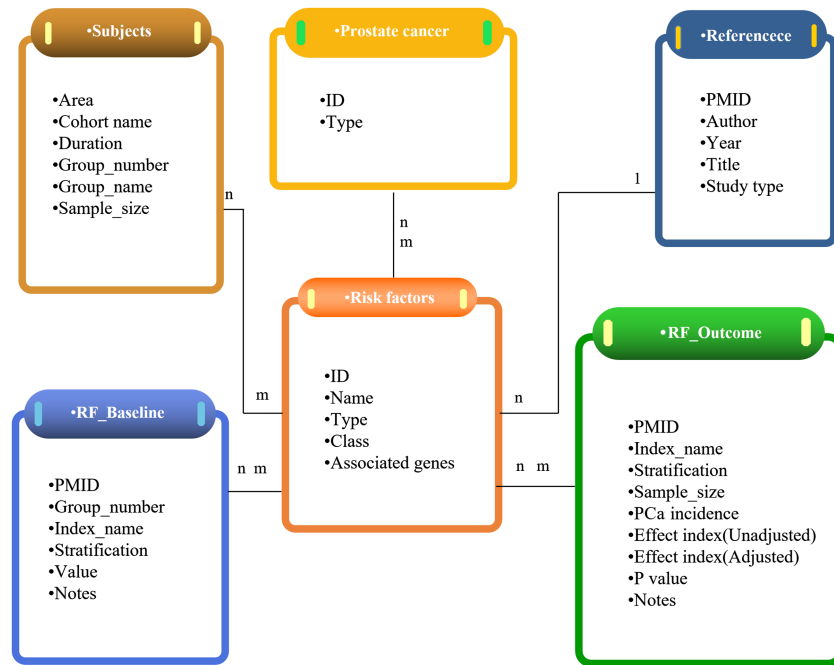 •Subjects
•Area
•Cohort name
•Duration
•Group_number
•Group_name
•Sample_size
•Prostate cancer
•ID
•Type
•Referencece
•PMID
•Author
•Year
•Title
•Study type
n
n
m
1
•Risk factors
•ID
•Name
•Type
•Class
•Associated genes
m
n
n m
n m
•RF_Baseline
•PMID
•Group_number
•Index_name
•Stratification
•Value
•Notes
•RF_Outcome
•PMID
•Index_name
•Stratification
•Sample_size
•PCa incidence
•Effect index(Unadjusted)
•Effect index(Adjusted)
•P value
•Notes